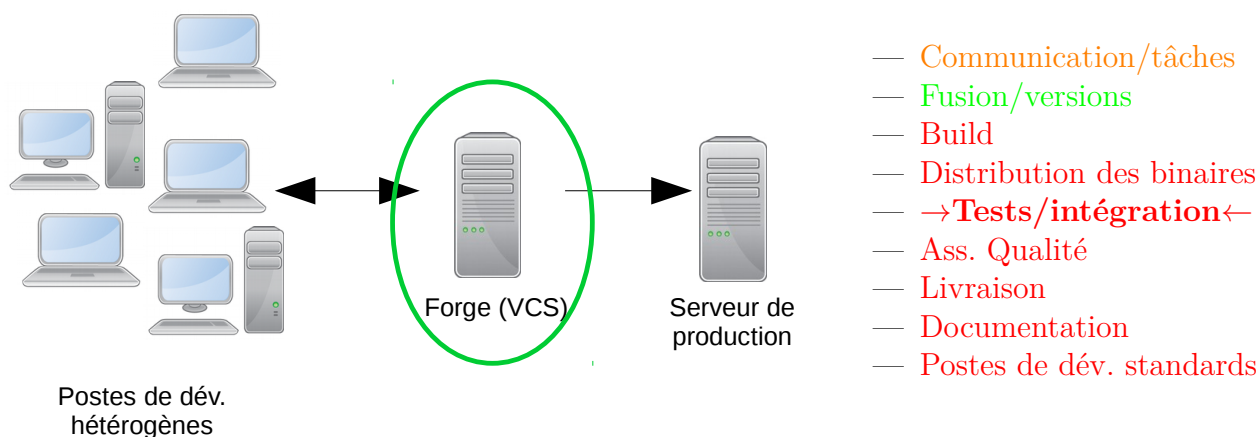 Forge (VCS)
Serveur de
production
Postes de dév.
hétérogènes
— Communication/tâches
— Fusion/versions
— Build
— Distribution des binaires
— →Tests/intégration←
— Ass. Qualité
— Livraison
— Documentation
— Postes de dév. standards